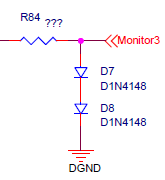 R84
???
Monitor3
D7
D1N4148
D8
D1N4148
DGND